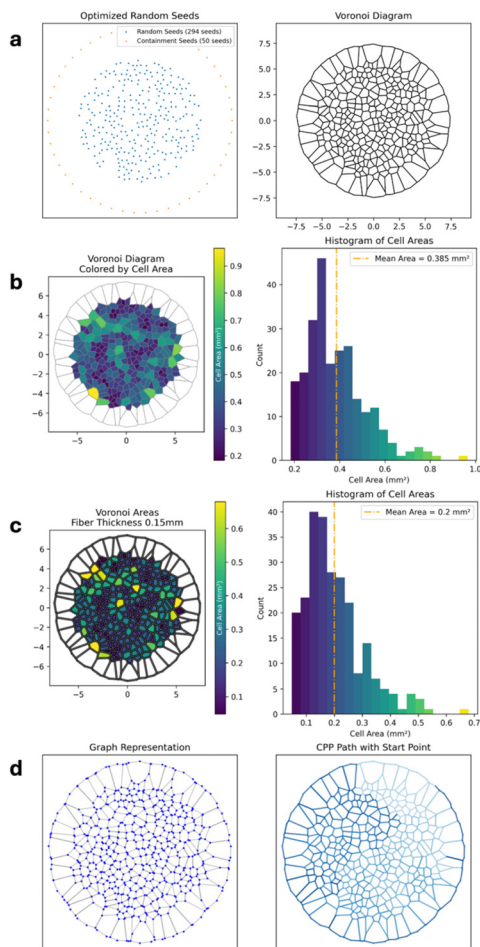 a
Optimized Random Seeds
Random Seeds (294 seeds)
Containment Seeds (50 seeds)
Voronoi Diagram
7.5
5.0
2.5
0.0
−2.5
−5.0
−7.5
−7.5 −5.0 −2.5 0.0 2.5 5.0 7.5
b
Voronoi Diagram
Colored by Cell Area
6
4
2
0
−2
−4
−6
−5 0 5
0.9
0.8
0.7
0.6
0.5
0.4
0.3
0.2
Cell Area (mm²)
Histogram of Cell Areas
Mean Area = 0.385 mm²
40
30
20
10
0
Count
0.2 0.4 0.6 0.8 1.0
Cell Area (mm²)
c
Voronoi Areas
Fiber Thickness 0.15mm
6
4
2
0
−2
−4
−6
−5 0 5
0.6
0.5
0.4
0.3
0.2
0.1
Cell Area (mm²)
Histogram of Cell Areas
Mean Area = 0.2 mm²
40
35
30
25
20
15
10
5
0
Count
0.1 0.2 0.3 0.4 0.5 0.6 0.7
Cell Area (mm²)
d
Graph Representation
CPP Path with Start Point